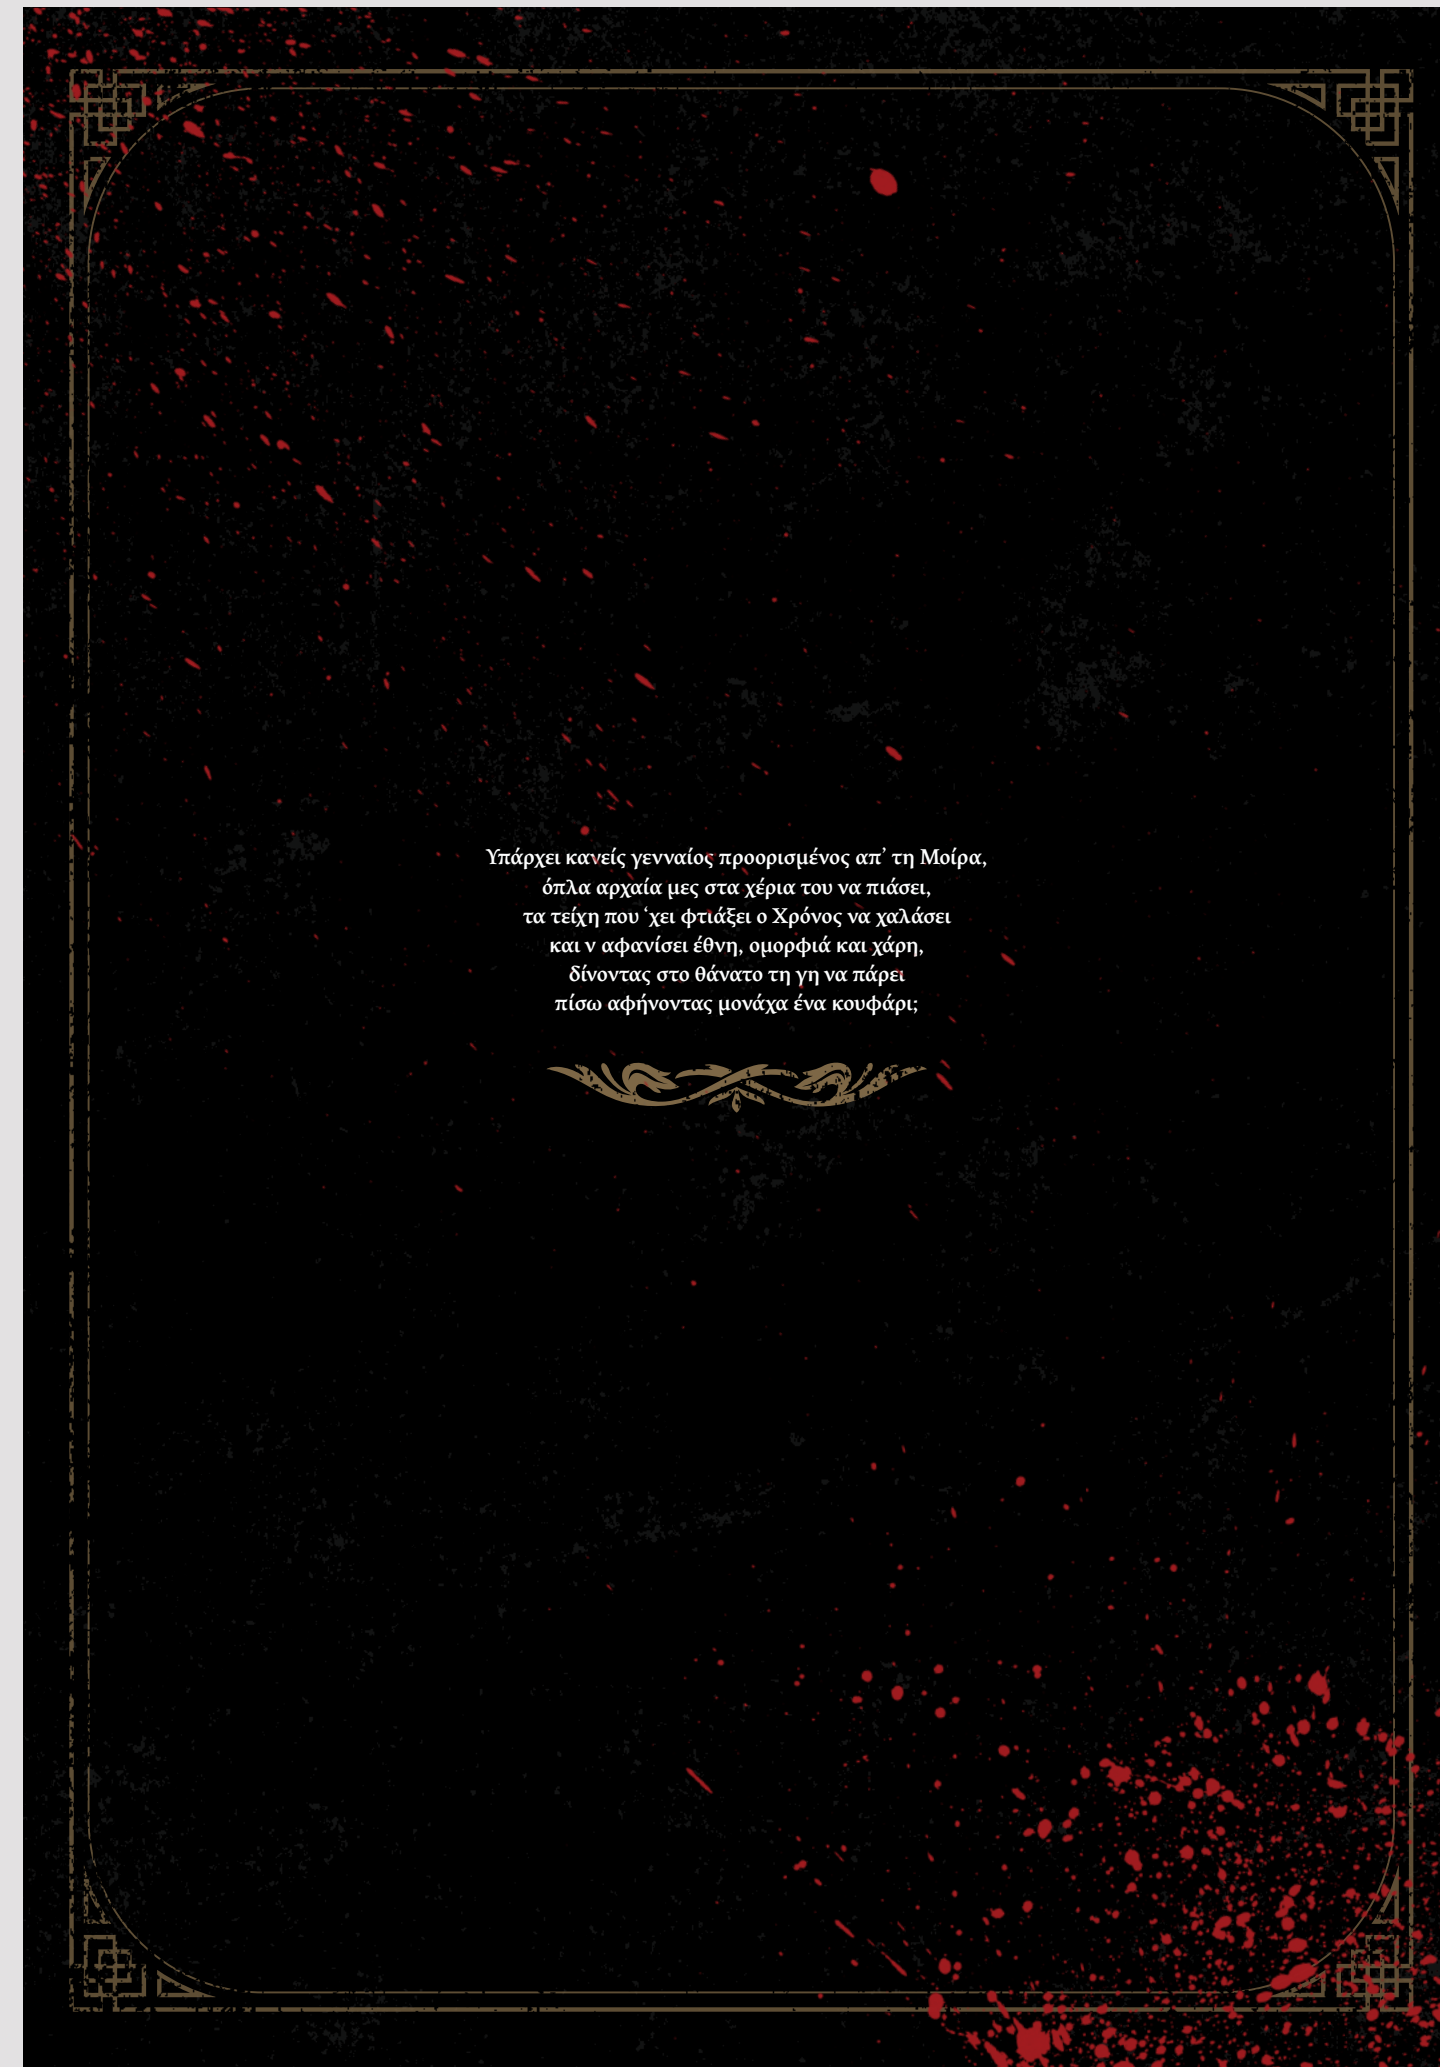 Υπάρχει κανείς γενναίος προορισμένος απ’ τη Μοίρα,
όπλα αρχαία μες στα χέρια του να πιάσει,
τα τείχη που ‘χει φτιάξει ο Χρόνος να χαλάσει
και ν αφανίσει έθνη, ομορφιά και χάρη,
δίνοντας στο θάνατο τη γη να πάρει
πίσω αφήνοντας μονάχα ένα κουφάρι;